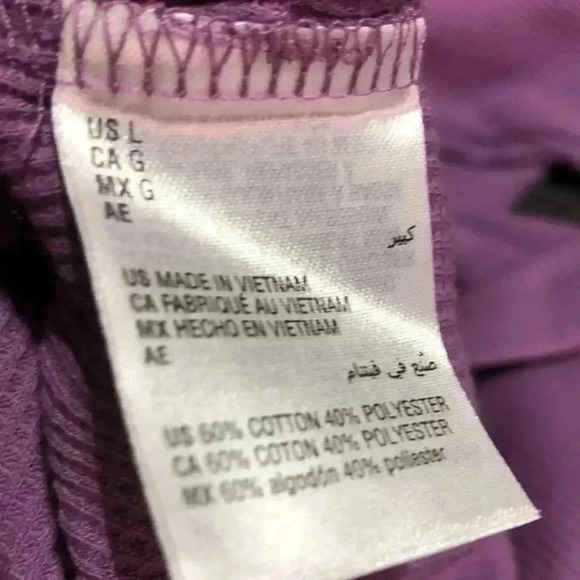 US L
CA G
MX G
AE
كبير
US MADE IN VIETNAM
CA FABRIQUÉ AU VIETNAM
MX HECHO EN VIETNAM
AE
صنع في فيتنام
US 60% COTTON 40% POLYESTER
CA 60% COTON 40% POLYESTER
MX 60% algodón 40% poliester